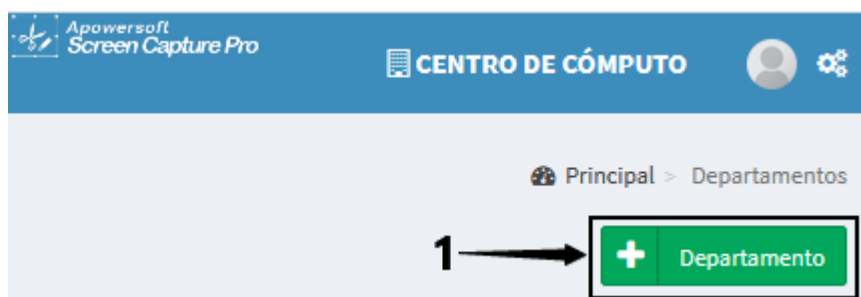 Apowersoft
Screen Capture Pro
CENTRO DE CÓMPUTO
Principal > Departamentos
1
+ Departamento